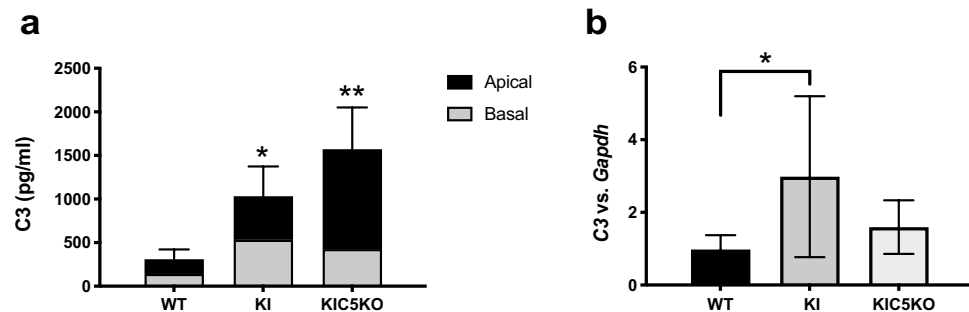 a
C3 (pg/ml)
2500
2000
1500
1000
500
0
*
**
WT
KI
KIC5KO
Apical
Basal
b
C3 vs. Gapdh
6
4
2
0
*
WT
KI
KIC5KO